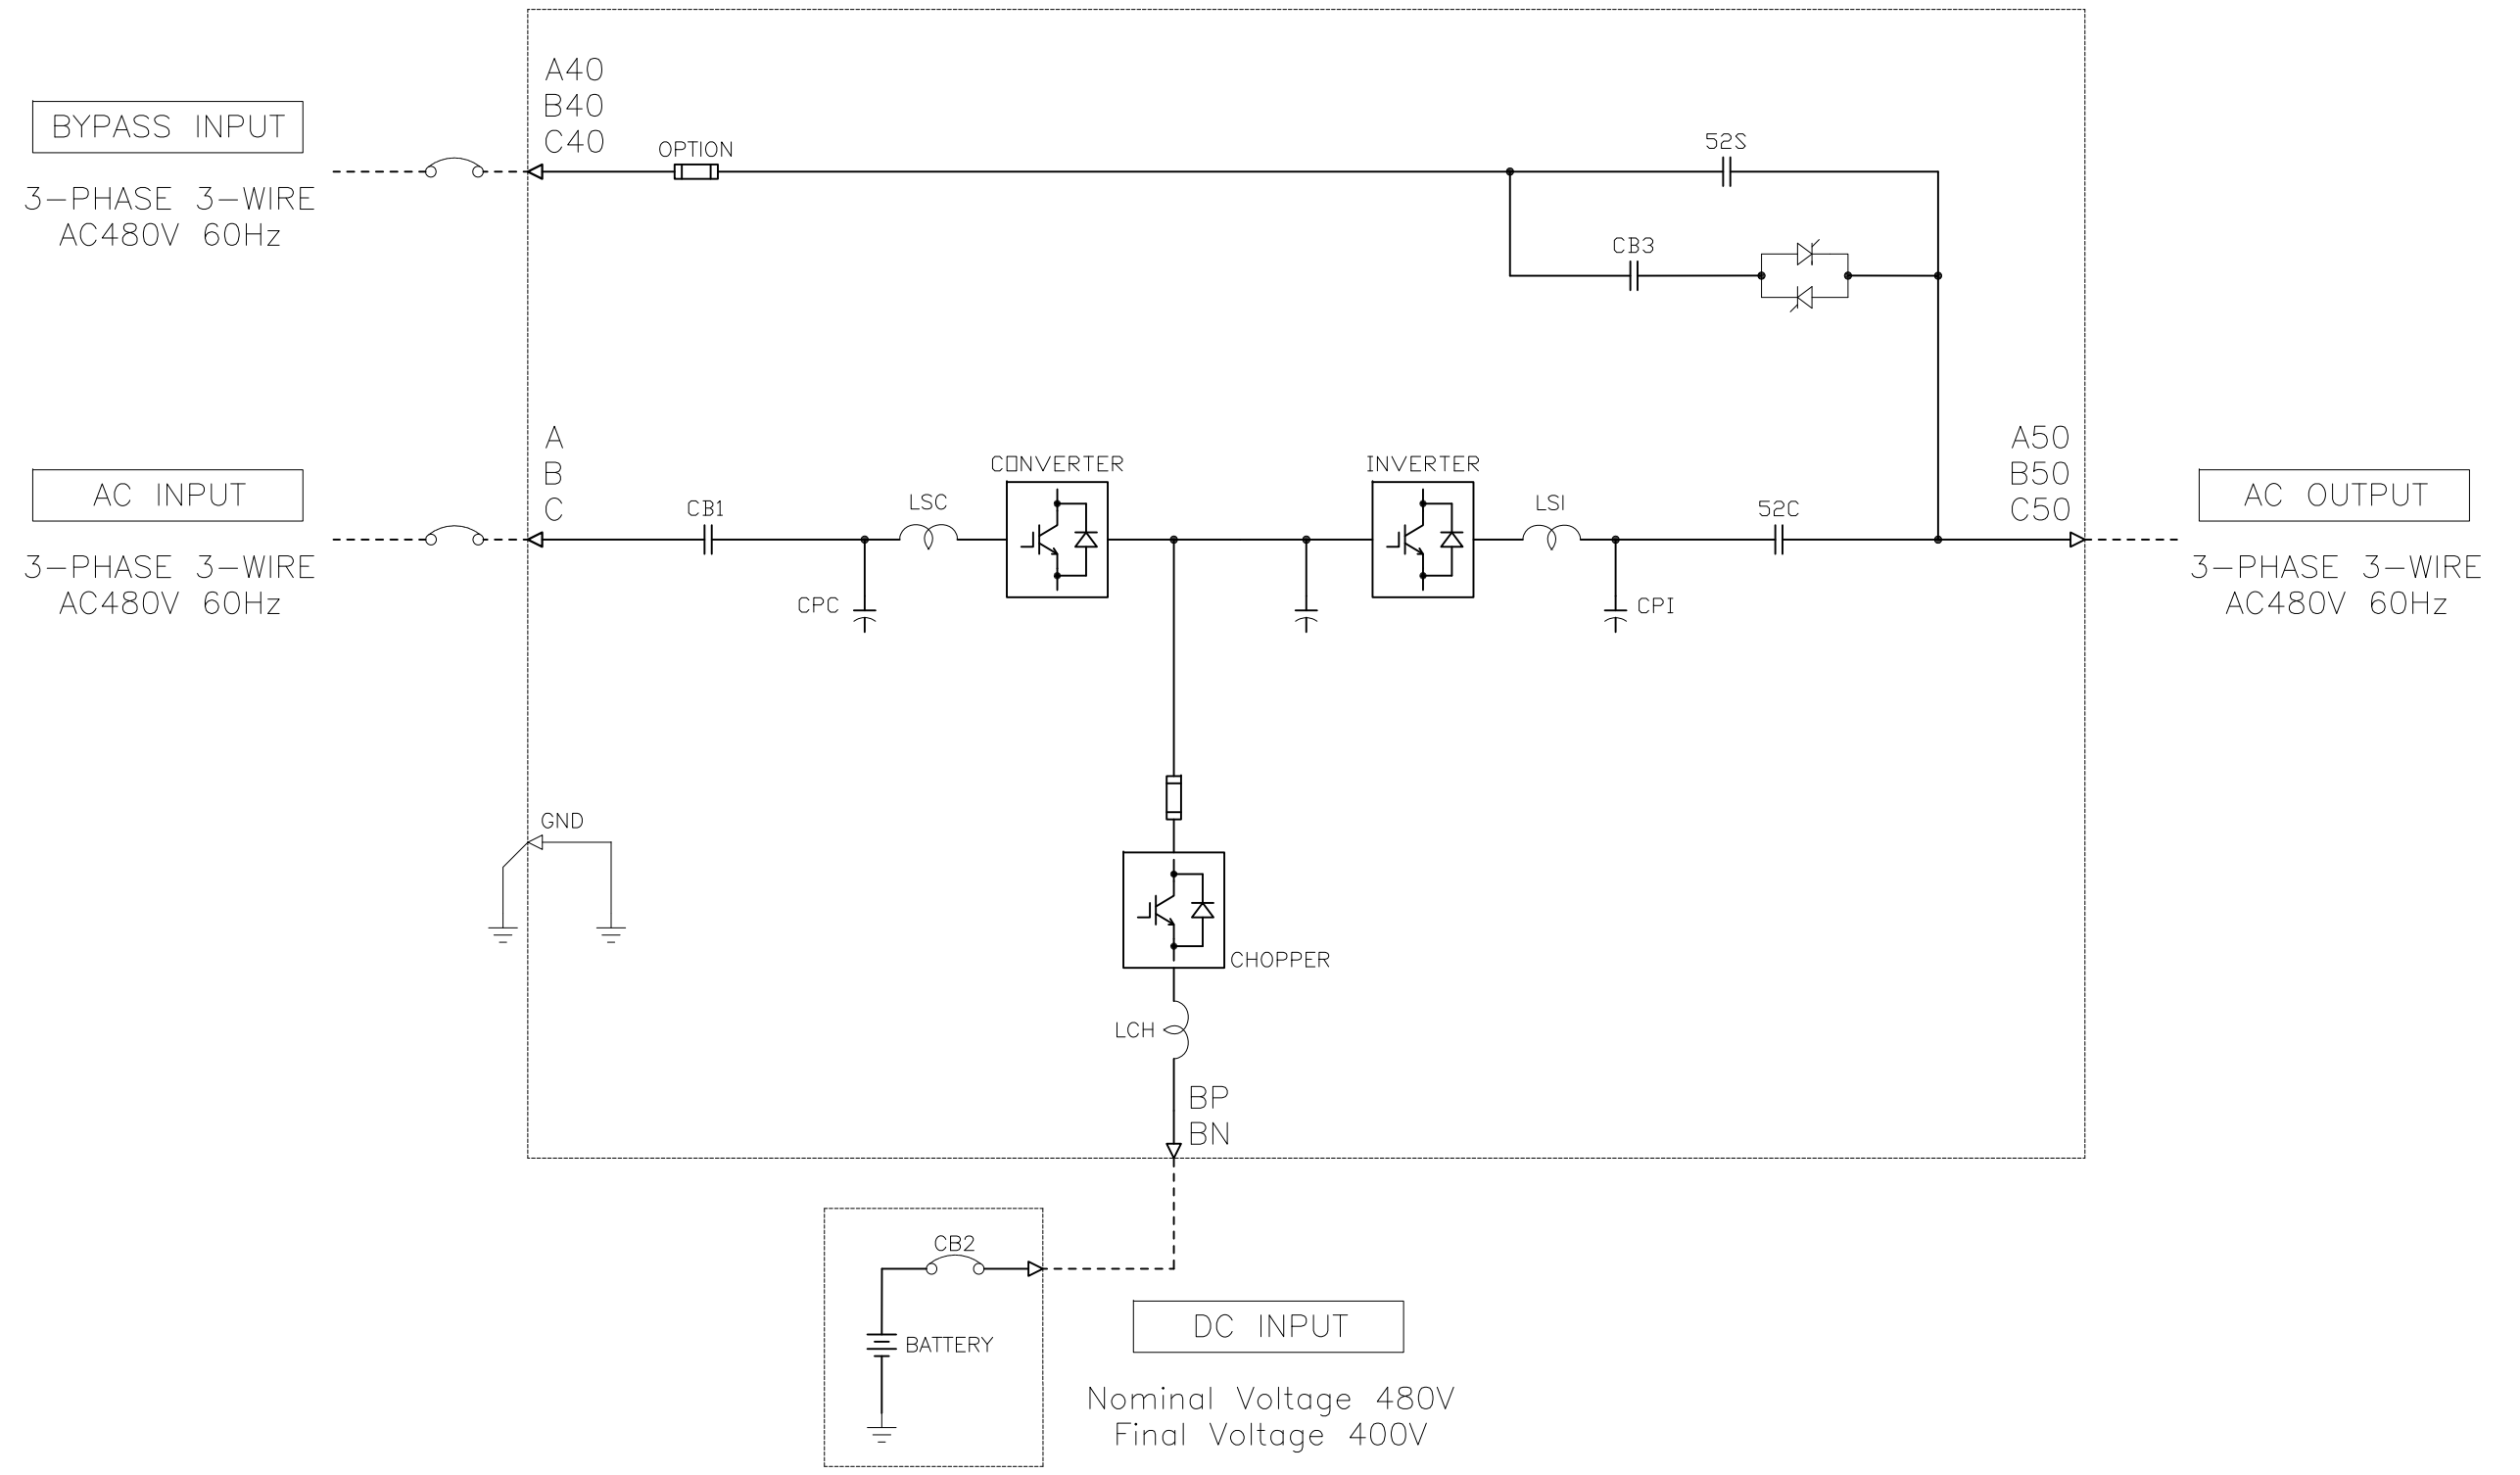 A40
B40
C40
BYPASS INPUT
3-PHASE 3-WIRE
AC480V 60Hz
OPTION
52S
CB3
A
B
C
AC INPUT
3-PHASE 3-WIRE
AC480V 60Hz
CB1
CPC
LSC
CONVERTER
INVERTER
LSI
CPI
52C
A50
B50
C50
AC OUTPUT
3-PHASE 3-WIRE
AC480V 60Hz
GND
CHOPPER
LCH
BP
BN
CB2
BATTERY
DC INPUT
Nominal Voltage 480V
Final Voltage 400V